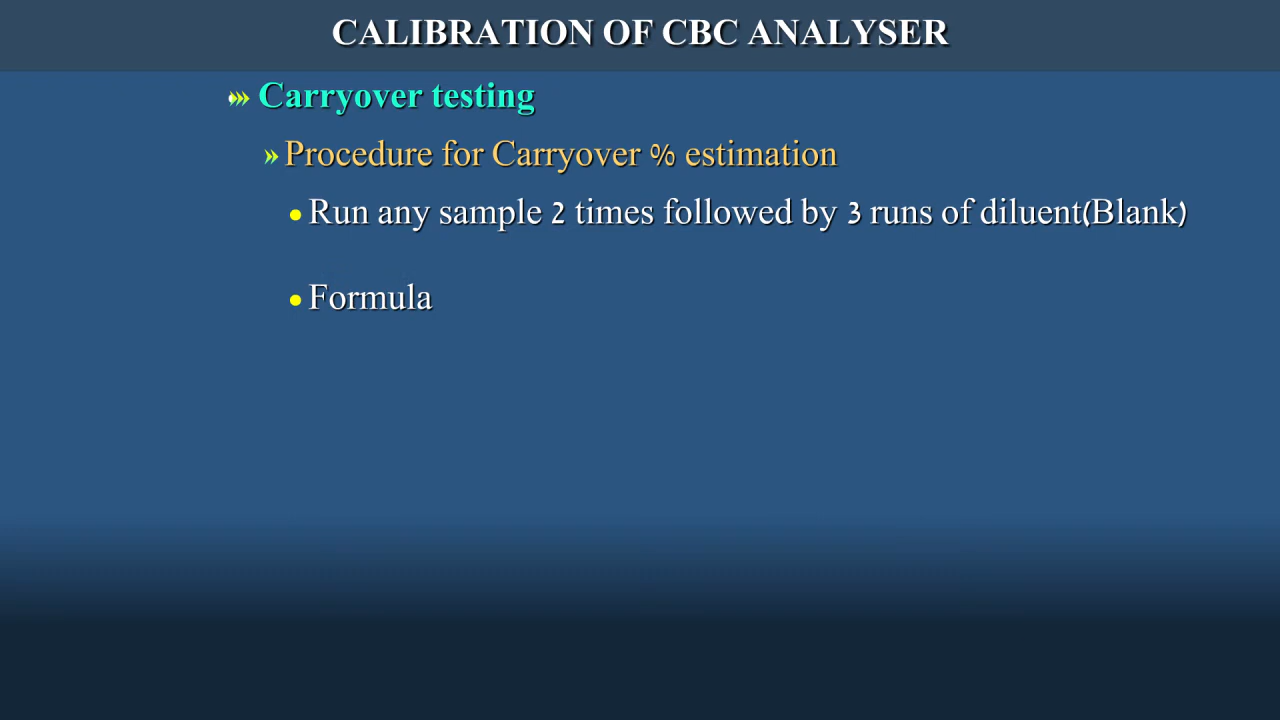 CALIBRATION OF CBC ANALYSER
Carryover testing
Procedure for Carryover % estimation
Run any sample 2 times followed by 3 runs of diluent(Blank)
Formula